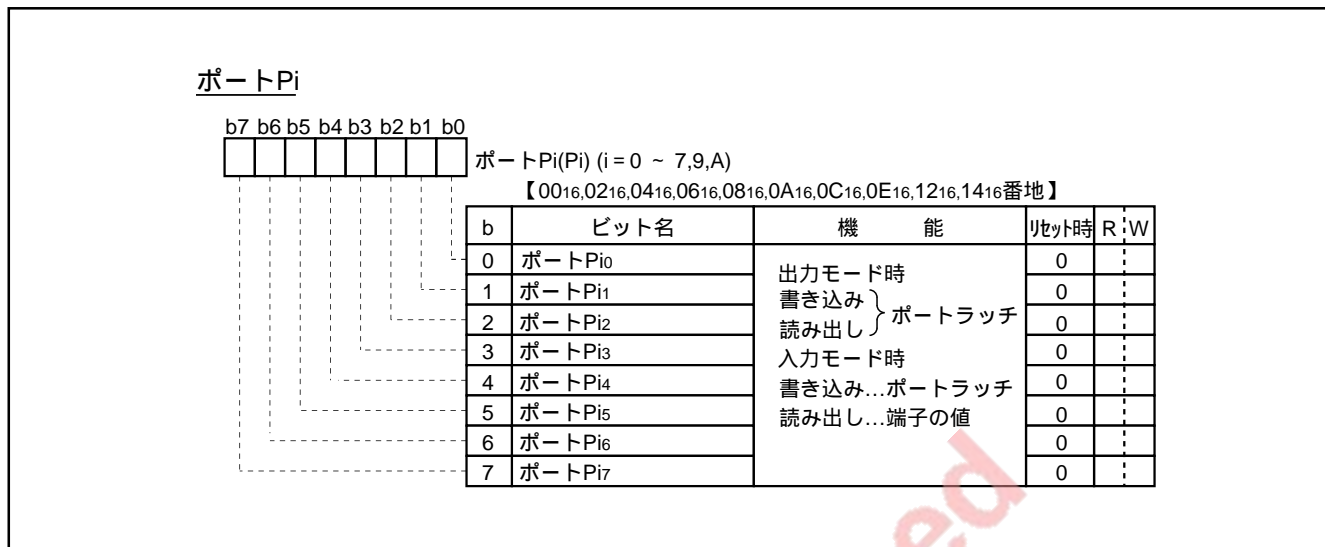 ポートPi
b7 b6 b5 b4 b3 b2 b1 b0
ポートPi(Pi) (i = 0 ~ 7,9,A)
【0016,0216,0416,0616,0816,0A16,0C16,0E16,1216,1416番地】
b ビット名 機 能 リセット時 R W
0 ポートPi0 0
1 ポートPi1 0
2 ポートPi2 0
3 ポートPi3 0
4 ポートPi4 0
5 ポートPi5 0
6 ポートPi6 0
7 ポートPi7 0
出力モード時
書き込み
読み出し
ポートラッチ
入力モード時
書き込み…ポートラッチ
読み出し…端子の値
ed